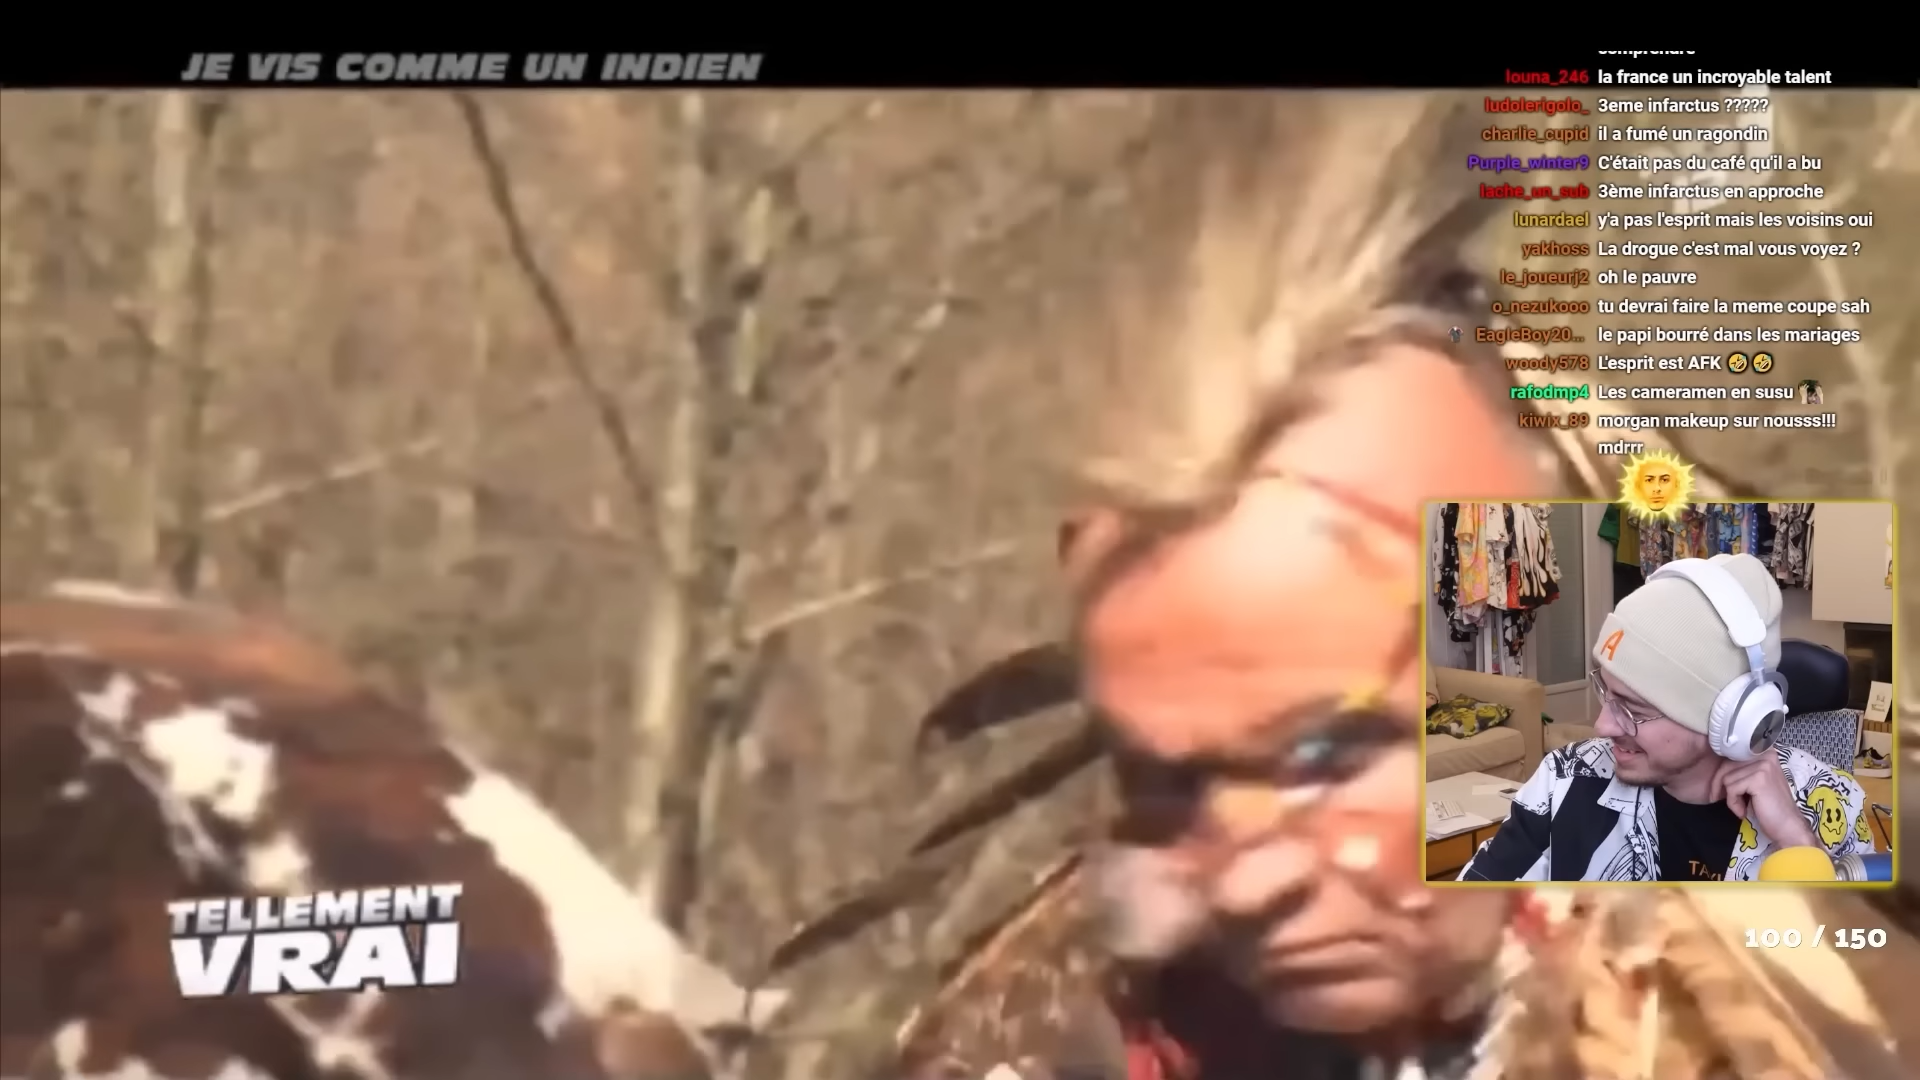 JE VIS COMME UN INDIEN
comprendre
louna_246 la france un incroyable talent
ludolerigolo_ 3eme infarctus ?????
charlie_cupid il a fumé un ragondin
Purple_winter9 C'était pas du café qu'il a bu
lache_un_sub 3ème infarctus en approche
lunardael y'a pas l'esprit mais les voisins oui
yakhoss La drogue c'est mal vous voyez ?
le_joueurj2 oh le pauvre
o_nezukooo tu devrai faire la meme coupe sah
EagleBoy20... le papi bourré dans les mariages
woody578 L'esprit est AFK 🤣🤣
rafodmp4 Les cameramen en susu
kiwix_89 morgan makeup sur nousss!!!
mdrrr
A
TELLEMENT
VRAI
100 / 150